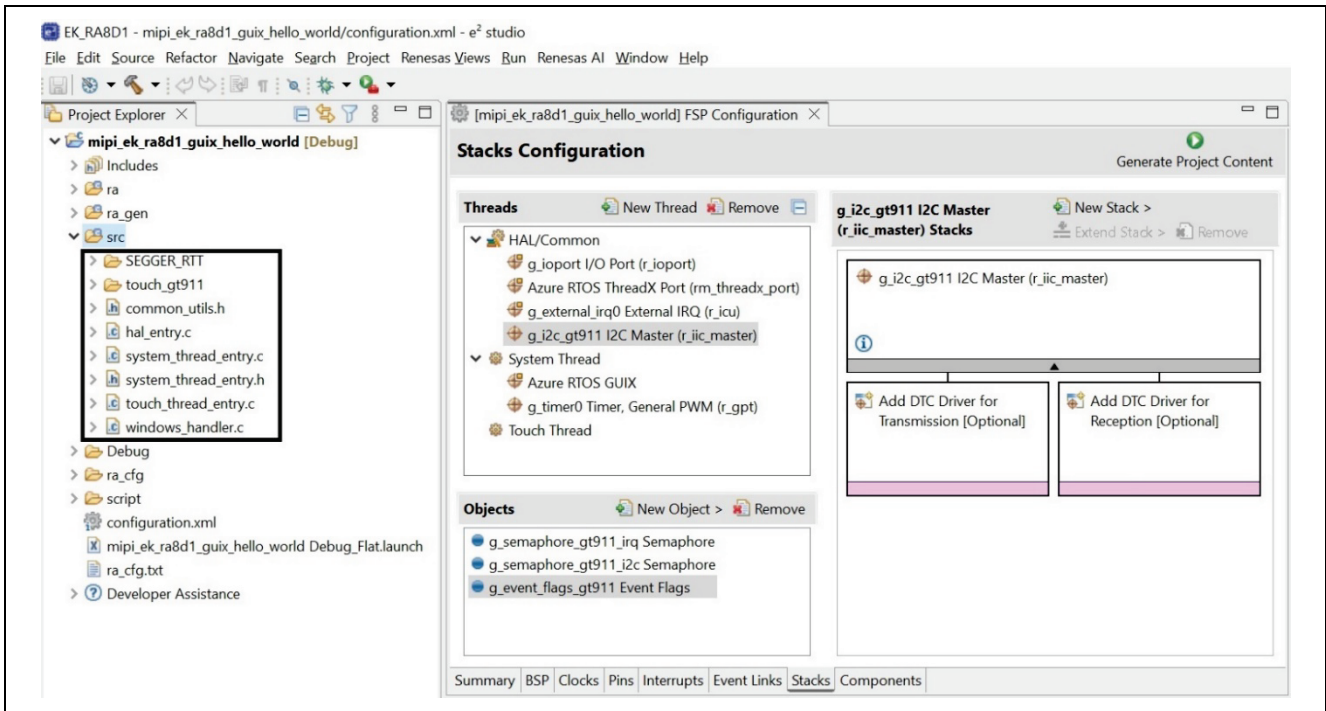 EK_RA8D1 - mipi_ek_ra8d1_guix_hello_world/configuration.xml - e² studio
File Edit Source Refactor Navigate Search Project Renesas Views Run Renesas AI Window Help
Project Explorer
mipi_ek_ra8d1_guix_hello_world [Debug]
Includes
ra
ra_gen
src
SEGGER_RTT
touch_gt911
common_utils.h
hal_entry.c
system_thread_entry.c
system_thread_entry.h
touch_thread_entry.c
windows_handler.c
Debug
ra_cfg
script
configuration.xml
mipi_ek_ra8d1_guix_hello_world Debug_Flat.launch
ra_cfg.txt
Developer Assistance
[mipi_ek_ra8d1_guix_hello_world] FSP Configuration
Stacks Configuration
Generate Project Content
Threads New Thread Remove
HAL/Common
g_ioport I/O Port (r_ioport)
Azure RTOS ThreadX Port (rm_threadx_port)
g_external_irq0 External IRQ (r_icu)
g_i2c_gt911 I2C Master (r_iic_master)
System Thread
Azure RTOS GUIX
g_timer0 Timer, General PWM (r_gpt)
Touch Thread
Objects New Object > Remove
g_semaphore_gt911_irq Semaphore
g_semaphore_gt911_i2c Semaphore
g_event_flags_gt911 Event Flags
g_i2c_gt911 I2C Master
(r_iic_master) Stacks
New Stack >
Extend Stack > Remove
g_i2c_gt911 I2C Master (r_iic_master)
Add DTC Driver for
Transmission [Optional]
Add DTC Driver for
Reception [Optional]
Summary BSP Clocks Pins Interrupts Event Links Stacks Components